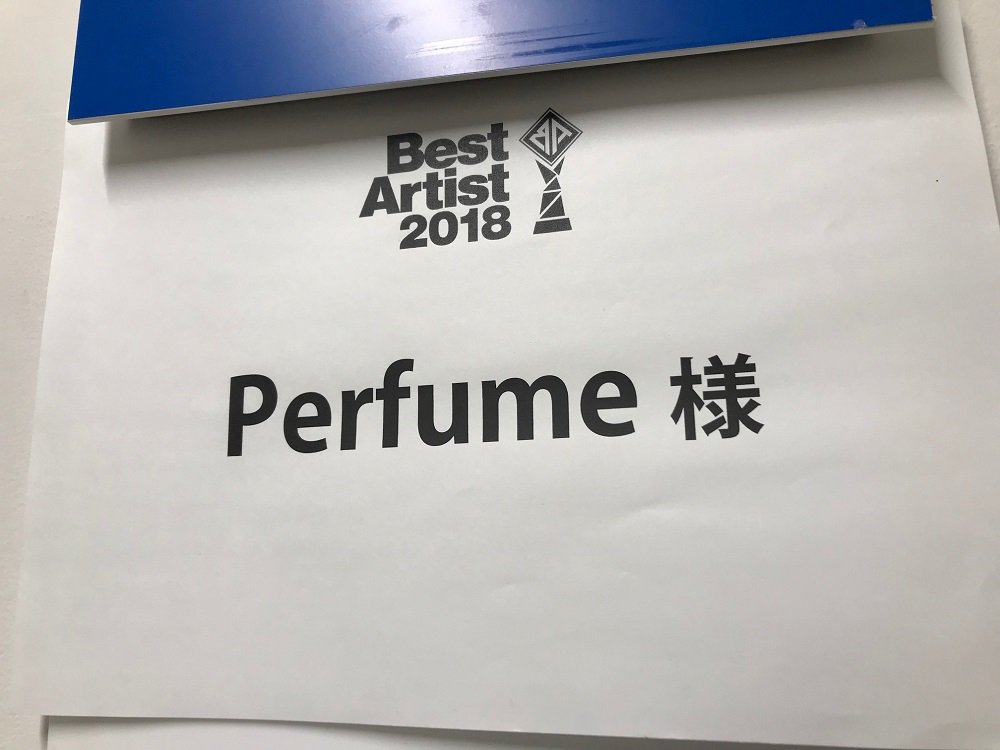 Best
Artist
2018
Perfume 様